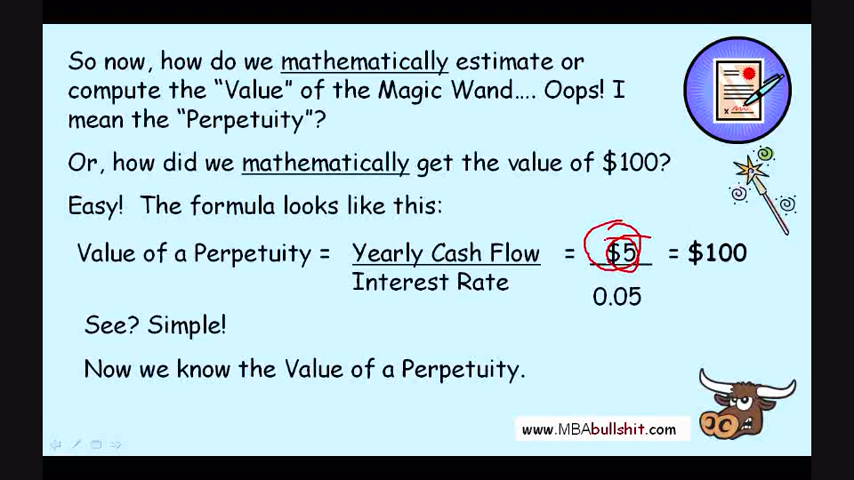 So now, how do we mathematically estimate or
compute the “Value” of the Magic Wand…. Oops! I
mean the “Perpetuity”?
Or, how did we mathematically get the value of $100?
Easy! The formula looks like this:
Value of a Perpetuity = Yearly Cash Flow = $5 = $100
Interest Rate 0.05
See? Simple!
Now we know the Value of a Perpetuity.
www.MBAbullshit.com